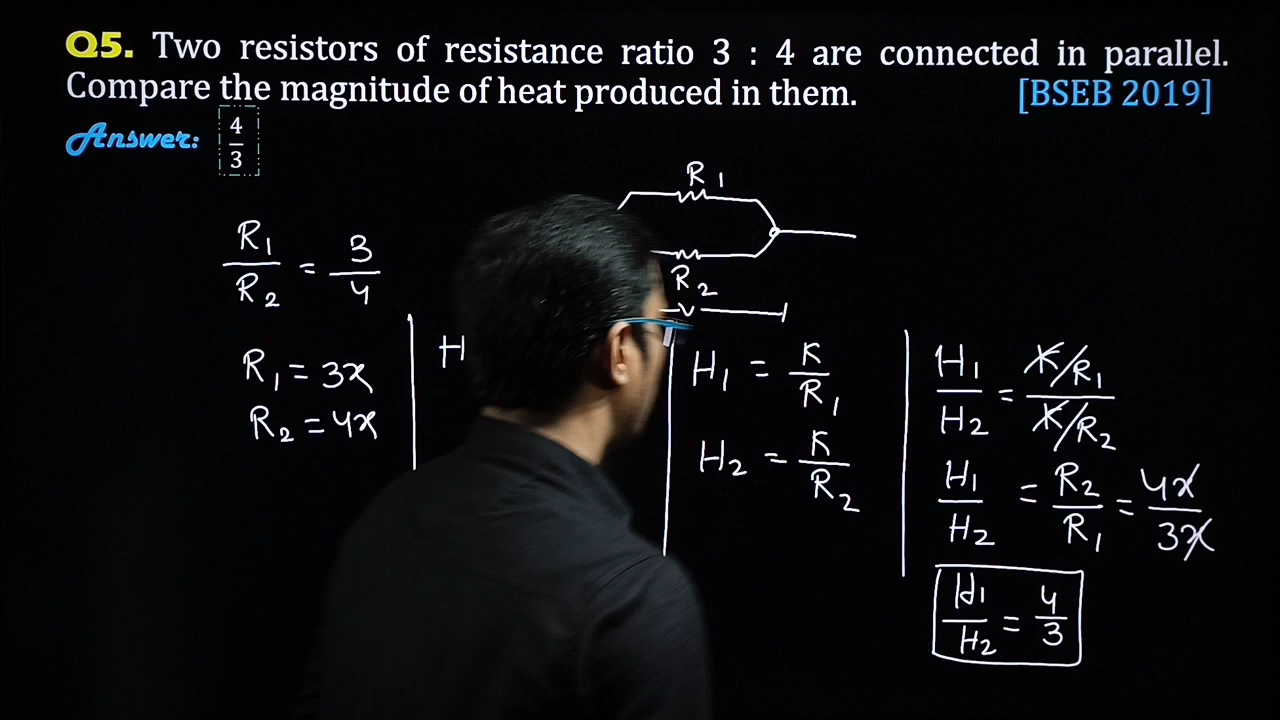 Q5. Two resistors of resistance ratio 3 : 4 are connected in parallel.
Compare the magnitude of heat produced in them. [BSEB 2019]
Answer: 4/3
R₁
R₂
V
R₁/R₂ = 3/4
R₁ = 3x
R₂ = 4x
H
H₁ = K/R₁
H₂ = K/R₂
H₁/H₂ = K/R₁ / K/R₂
H₁/H₂ = R₂/R₁ = 4x/3x
H₁/H₂ = 4/3